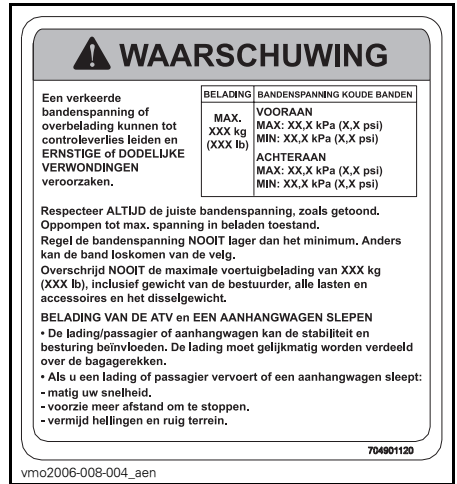 WAARSCHUWING
Een verkeerde
bandenspanning of
overbelading kunnen tot
controleverlies leiden en
ERNSTIGE of DODELIJKE
VERWONDINGEN
veroorzaken.
BELADING BANDENSPANNING KOUDE BANDEN
MAX.
XXX kg
(XXX lb)
VOORAAN
MAX: XX,X kPa (X,X psi)
MIN: XX,X kPa (X,X psi)
ACHTERAAN
MAX: XX,X kPa (X,X psi)
MIN: XX,X kPa (X,X psi)
Respecteer ALTIJD de juiste bandenspanning, zoals getoond.
Oppompen tot max. spanning in beladen toestand.
Regel de bandenspanning NOOIT lager dan het minimum. Anders
kan de band loskomen van de velg.
Overschrijd NOOIT de maximale voertuigbelading van XXX kg
(XXX lb), inclusief gewicht van de bestuurder, alle lasten en
accessoires en het disselgewicht.
BELADING VAN DE ATV en EEN AANHANGWAGEN SLEPEN
• De lading/passagier of aanhangwagen kan de stabiliteit en
besturing beïnvloeden. De lading moet gelijkmatig worden verdeeld
over de bagagerekken.
• Als u een lading of passagier vervoert of een aanhangwagen sleept:
- matig uw snelheid.
- voorzie meer afstand om te stoppen.
- vermijd hellingen en ruig terrein.
704901120
vmo2006-008-004_aen